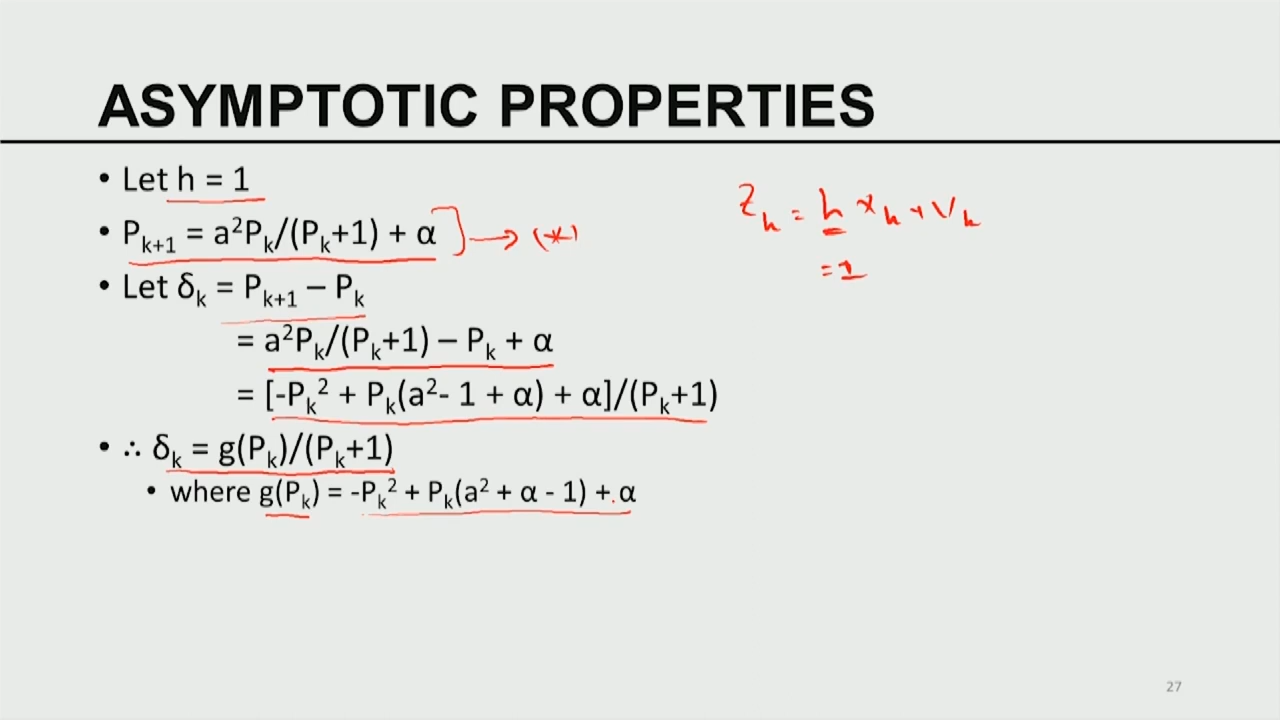 ASYMPTOTIC PROPERTIES
• Let h = 1
z_k = h x_k + v_k
= 1
• P_{k+1} = a²P_k/(P_k+1) + α → (*)
• Let δ_k = P_{k+1} – P_k
= a²P_k/(P_k+1) – P_k + α
= [-P_k² + P_k(a²- 1 + α) + α]/(P_k+1)
• ∴ δ_k = g(P_k)/(P_k+1)
• where g(P_k) = -P_k² + P_k(a² + α - 1) + α
27